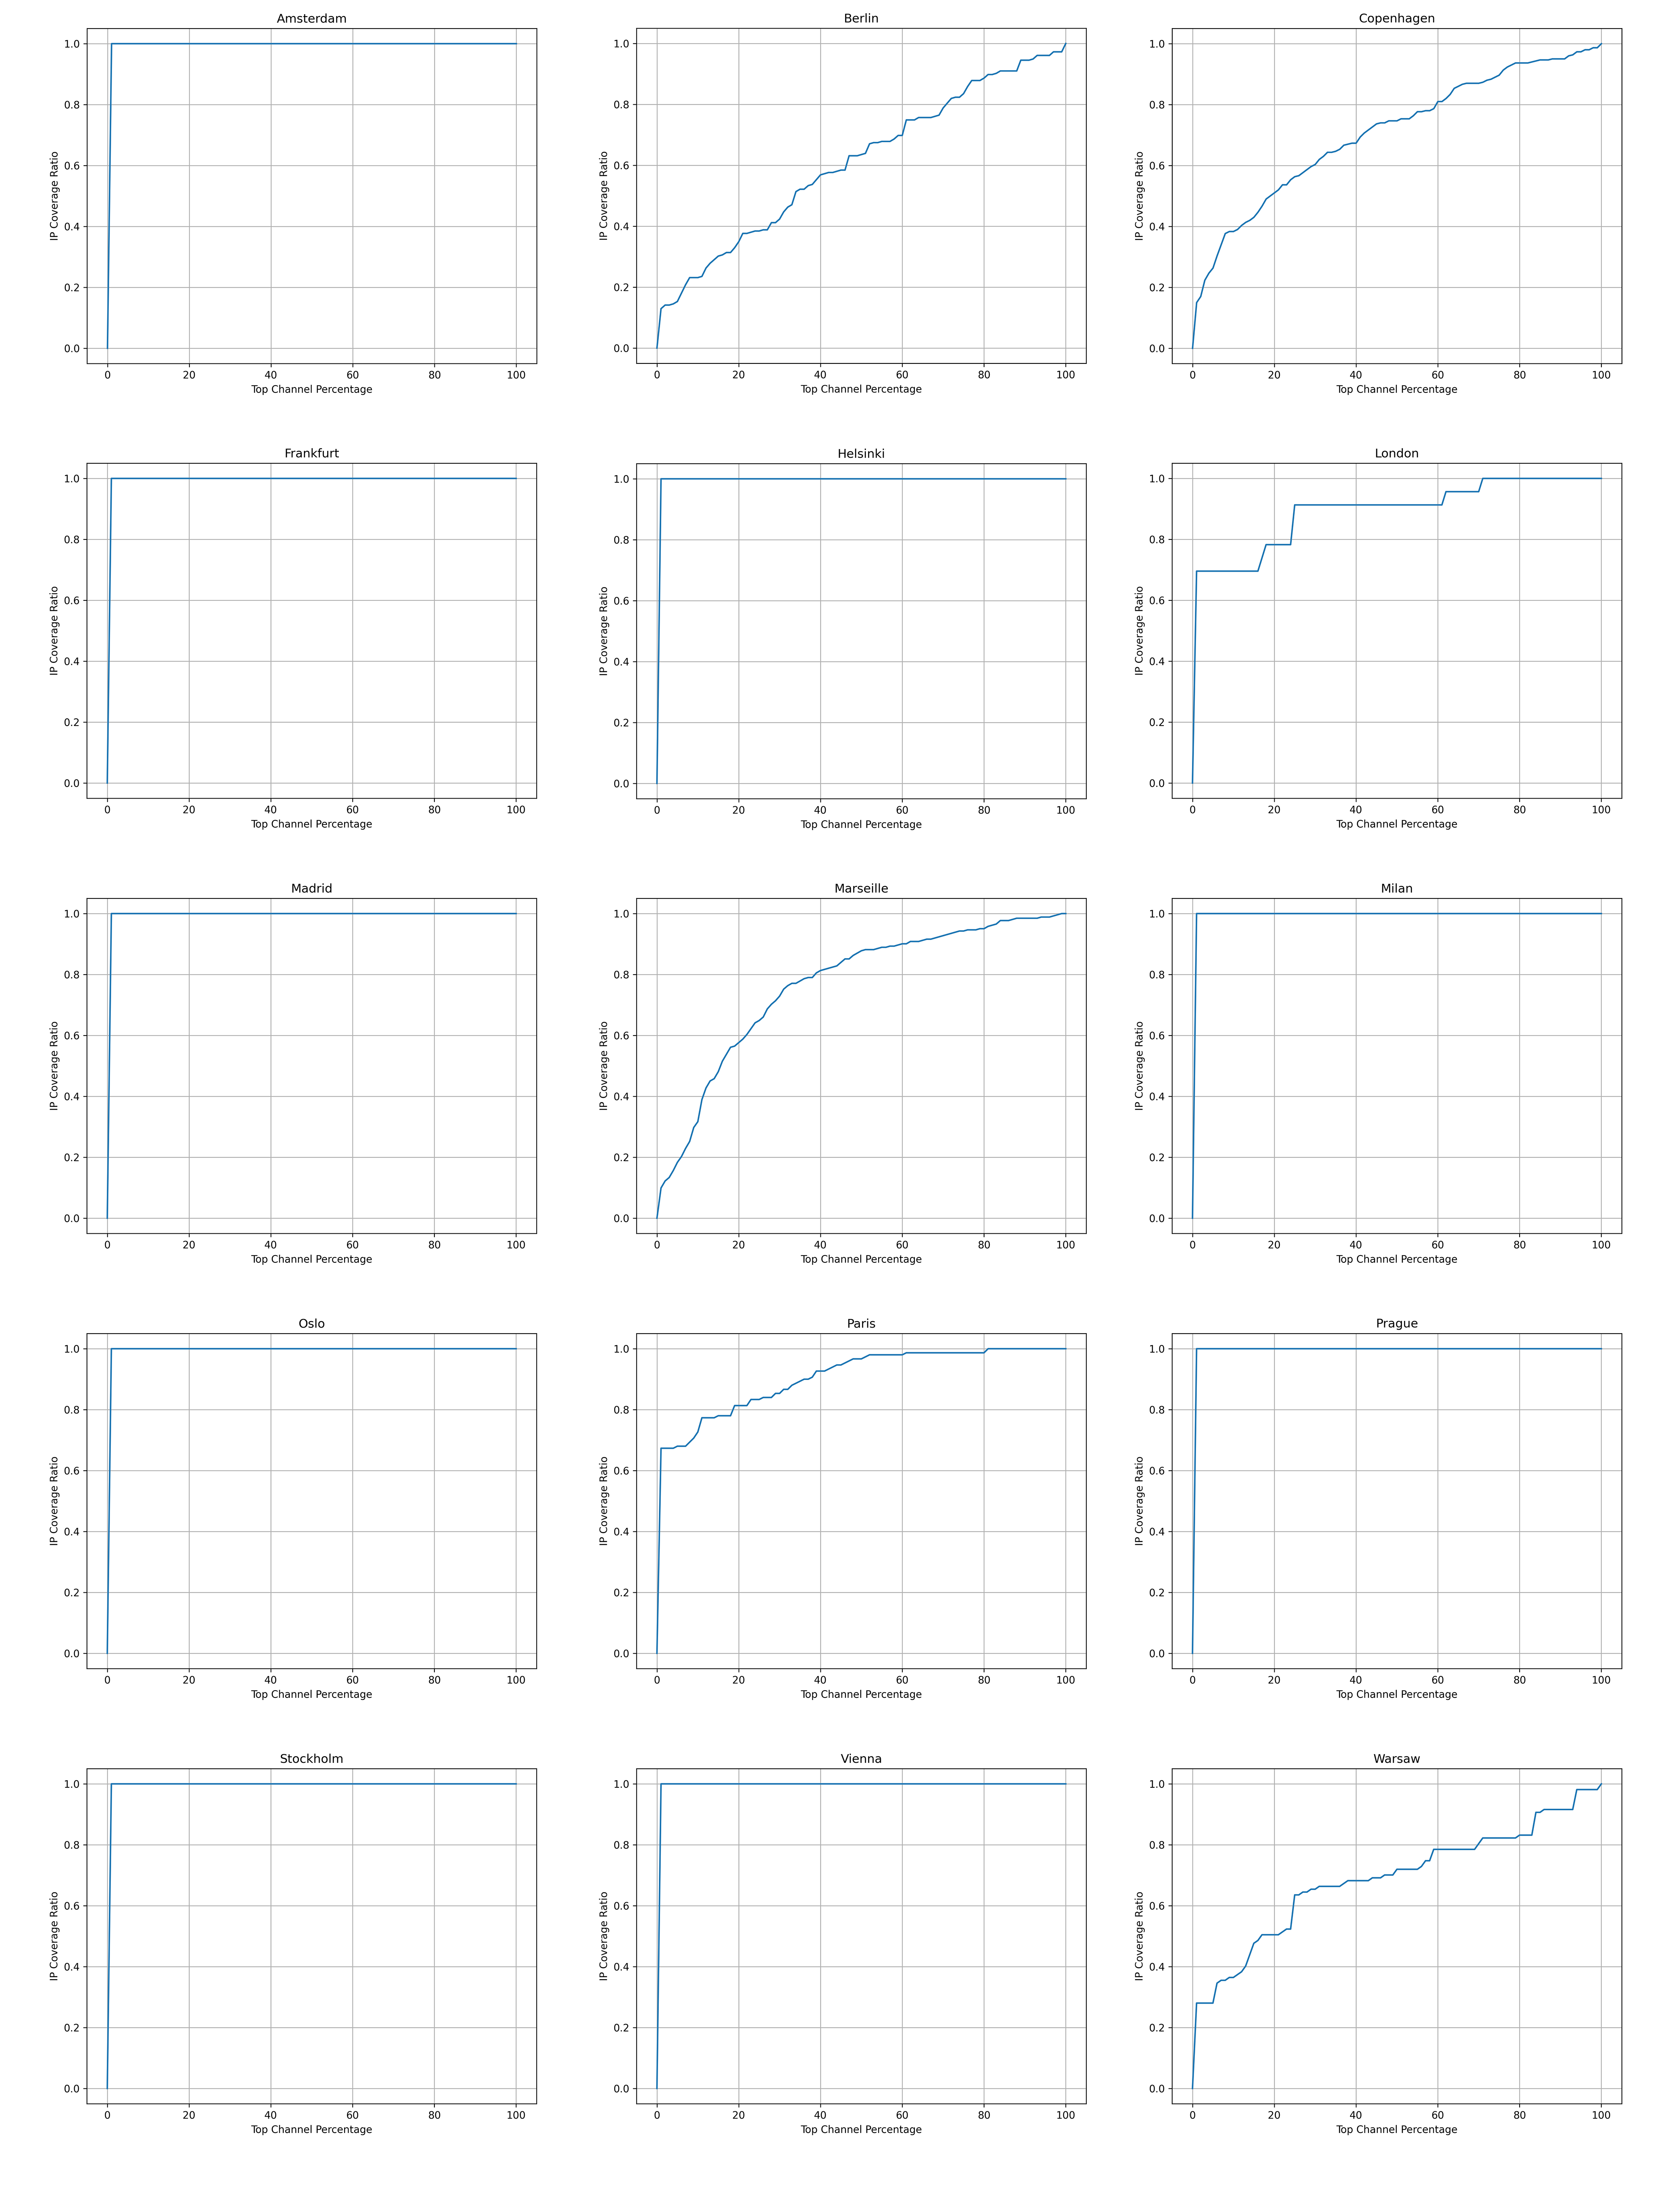 Amsterdam
1.0
0.8
0.6
0.4
0.2
0.0
IP Coverage Ratio
0 20 40 60 80 100
Top Channel Percentage
Berlin
1.0
0.8
0.6
0.4
0.2
0.0
IP Coverage Ratio
0 20 40 60 80 100
Top Channel Percentage
Copenhagen
1.0
0.8
0.6
0.4
0.2
0.0
IP Coverage Ratio
0 20 40 60 80 100
Top Channel Percentage
Frankfurt
1.0
0.8
0.6
0.4
0.2
0.0
IP Coverage Ratio
0 20 40 60 80 100
Top Channel Percentage
Helsinki
1.0
0.8
0.6
0.4
0.2
0.0
IP Coverage Ratio
0 20 40 60 80 100
Top Channel Percentage
London
1.0
0.8
0.6
0.4
0.2
0.0
IP Coverage Ratio
0 20 40 60 80 100
Top Channel Percentage
Madrid
1.0
0.8
0.6
0.4
0.2
0.0
IP Coverage Ratio
0 20 40 60 80 100
Top Channel Percentage
Marseille
1.0
0.8
0.6
0.4
0.2
0.0
IP Coverage Ratio
0 20 40 60 80 100
Top Channel Percentage
Milan
1.0
0.8
0.6
0.4
0.2
0.0
IP Coverage Ratio
0 20 40 60 80 100
Top Channel Percentage
Oslo
1.0
0.8
0.6
0.4
0.2
0.0
IP Coverage Ratio
0 20 40 60 80 100
Top Channel Percentage
Paris
1.0
0.8
0.6
0.4
0.2
0.0
IP Coverage Ratio
0 20 40 60 80 100
Top Channel Percentage
Prague
1.0
0.8
0.6
0.4
0.2
0.0
IP Coverage Ratio
0 20 40 60 80 100
Top Channel Percentage
Stockholm
1.0
0.8
0.6
0.4
0.2
0.0
IP Coverage Ratio
0 20 40 60 80 100
Top Channel Percentage
Vienna
1.0
0.8
0.6
0.4
0.2
0.0
IP Coverage Ratio
0 20 40 60 80 100
Top Channel Percentage
Warsaw
1.0
0.8
0.6
0.4
0.2
0.0
IP Coverage Ratio
0 20 40 60 80 100
Top Channel Percentage